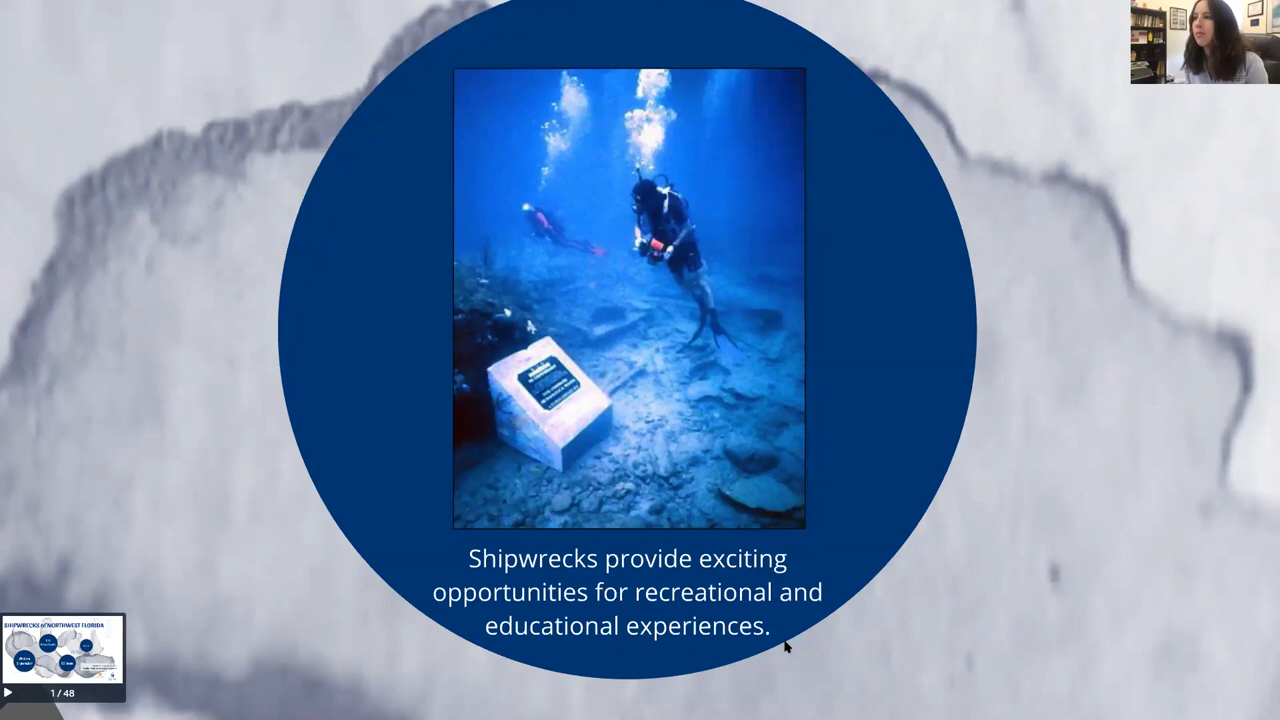 Shipwrecks provide exciting
opportunities for recreational and
educational experiences.
SHIPWRECKS of NORTHWEST FLORIDA
1 / 48